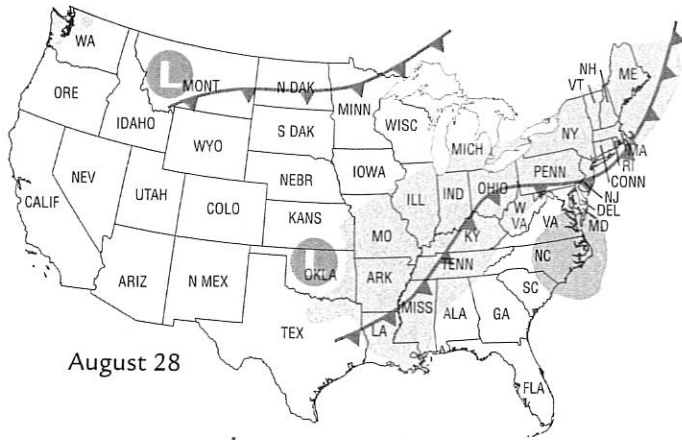 WA
MONT
N DAK
MINN
ORE
IDAHO
WYO
S DAK
WISC
MICH
NH
VT
ME
NY
MA
RI
CONN
NEV
CALIF
UTAH
COLO
NEBR
IOWA
ILL
IND
OHIO
PENN
NJ
DEL
MD
KANS
MO
KY
W
VA
VA
ARIZ
N MEX
OKLA
ARK
TENN
NC
SC
TEX
LA
MISS
ALA
GA
FLA
L
L
August 28